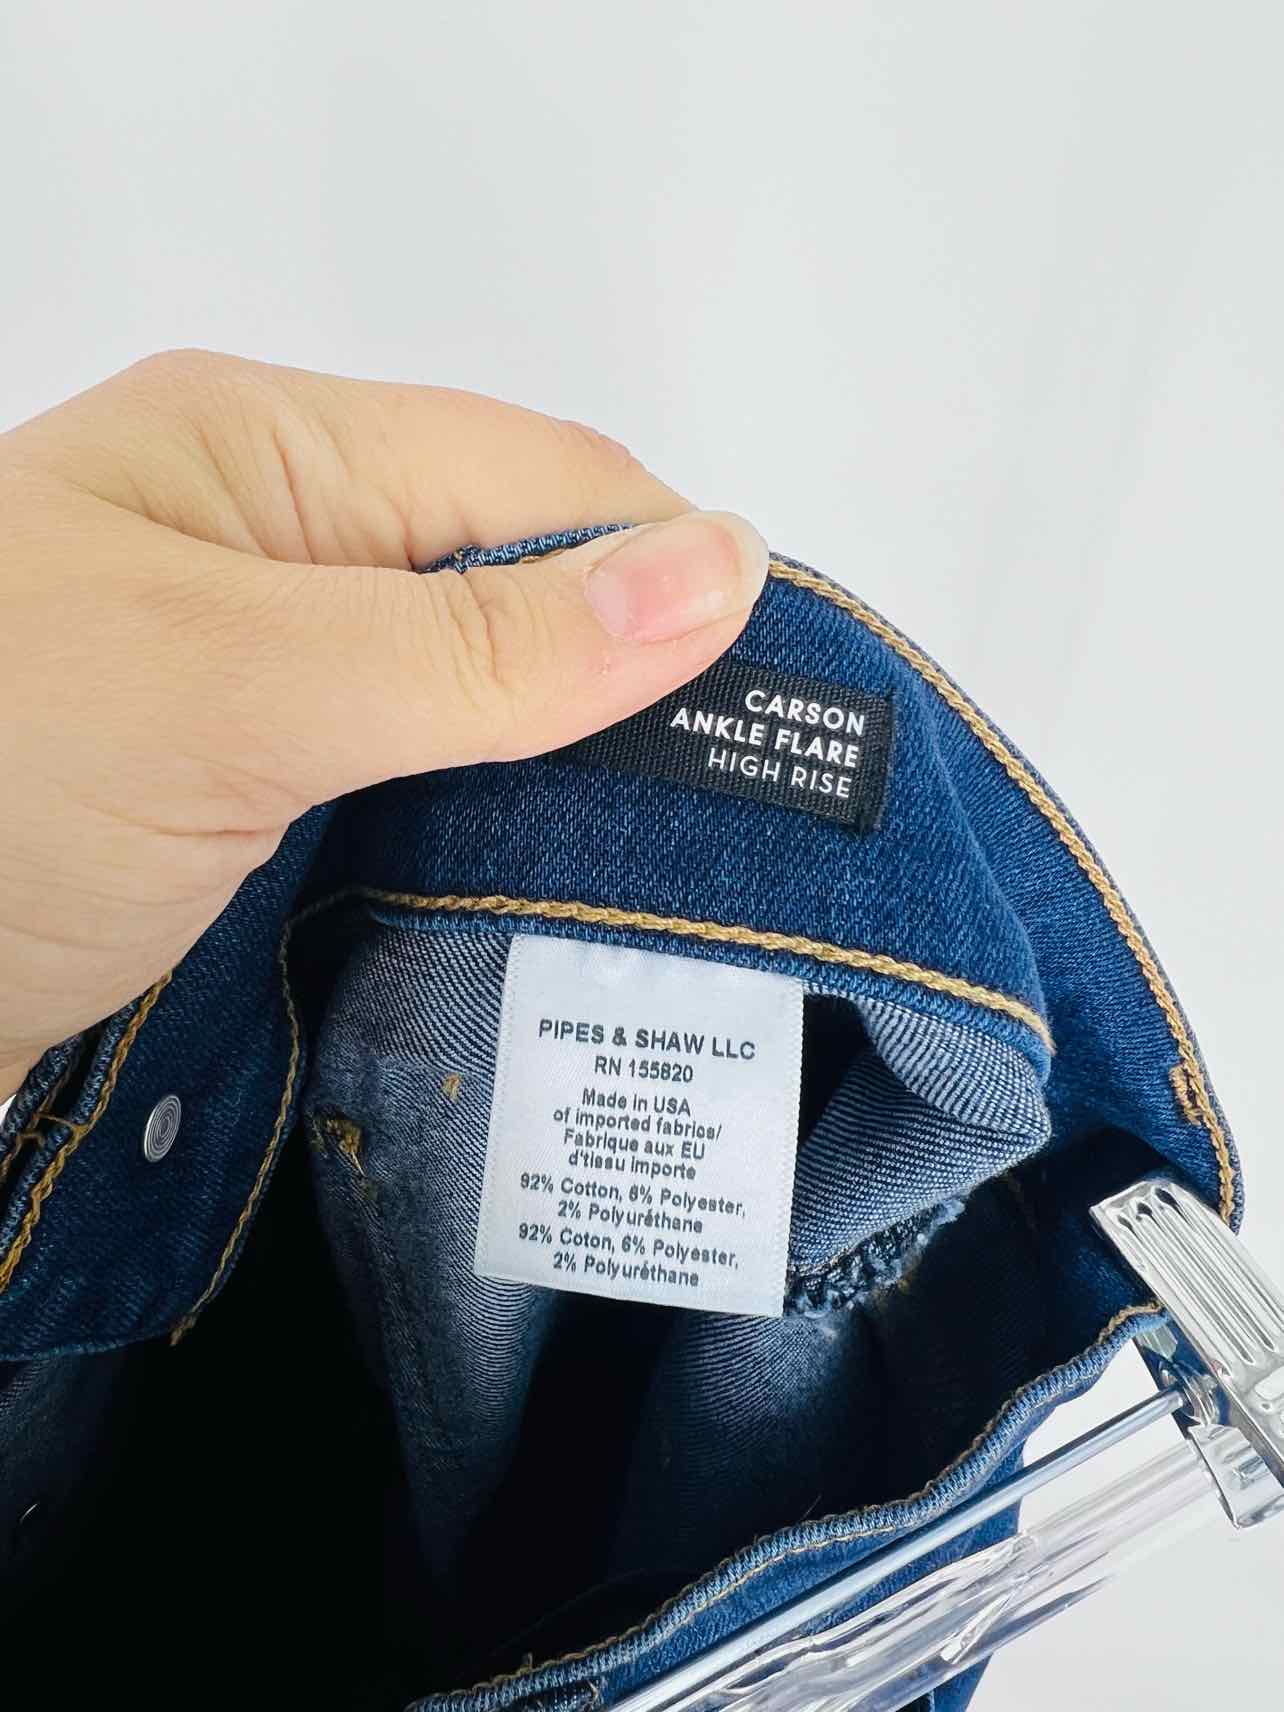 CARSON
ANKLE FLARE
HIGH RISE
PIPES & SHAW LLC
RN 155820
Made in USA
of imported fabrics/
Fabrique aux EU
d'tissu importe
92% Cotton, 6% Polyester,
2% Polyuréthane
92% Coton, 6% Polyester,
2% Polyuréthane